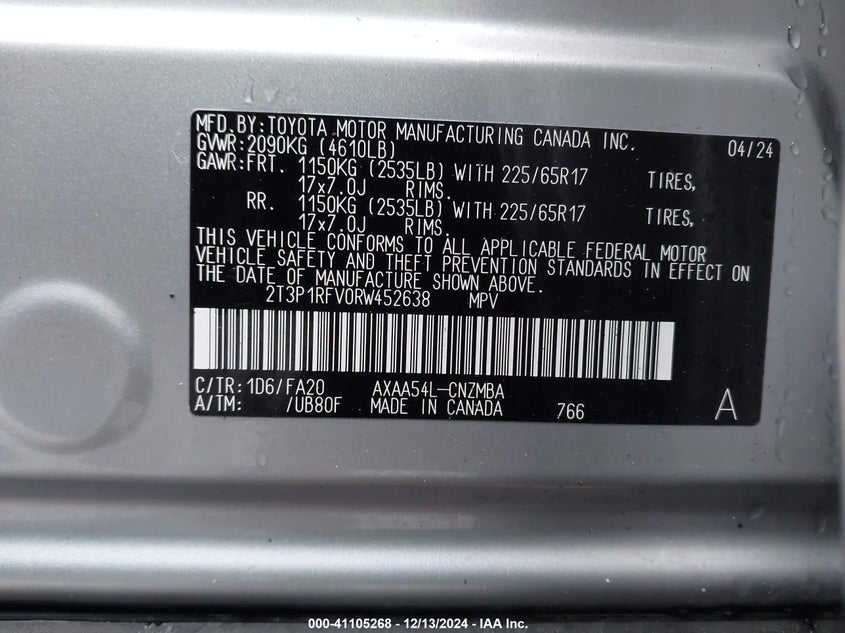 MFD.BY:TOYOTA MOTOR MANUFACTURING CANADA INC. 04/24
GVWR:2090KG (4610LB)
GAWR:FRT. 1150KG (2535LB) WITH 225/65R17 TIRES,
17x7.0J RIMS.
RR. 1150KG (2535LB) WITH 225/65R17 TIRES,
17x7.0J RIMS.
THIS VEHICLE CONFORMS TO ALL APPLICABLE FEDERAL MOTOR
VEHICLE SAFETY AND THEFT PREVENTION STANDARDS IN EFFECT ON
THE DATE OF MANUFACTURE SHOWN ABOVE.
2T3P1RFV0RW452638 MPV
C/TR:1D6/FA20 AXAA54L-CNZMBA
A/TM: /UB80F MADE IN CANADA 766 A
000-41105268 - 12/13/2024 - IAA Inc.